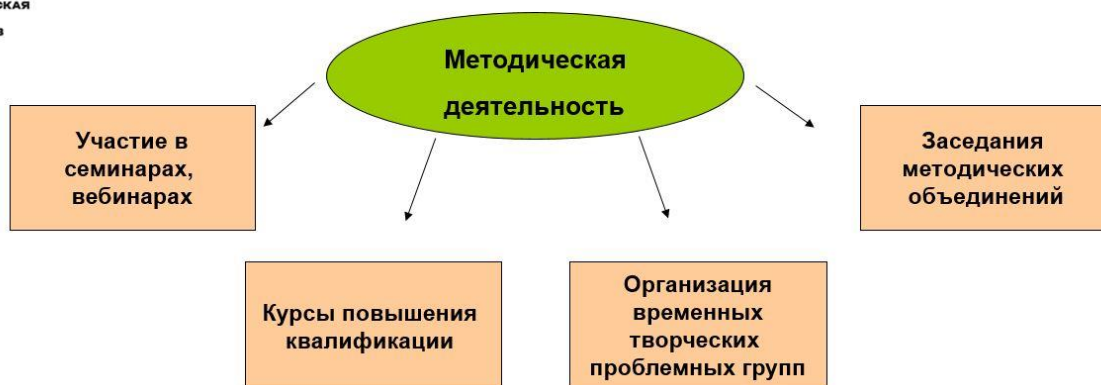 Методическая
деятельность
Участие в
семинарах,
вебинарах
Заседания
методических
объединений
Курсы повышения
квалификации
Организация
временных
творческих
проблемных групп